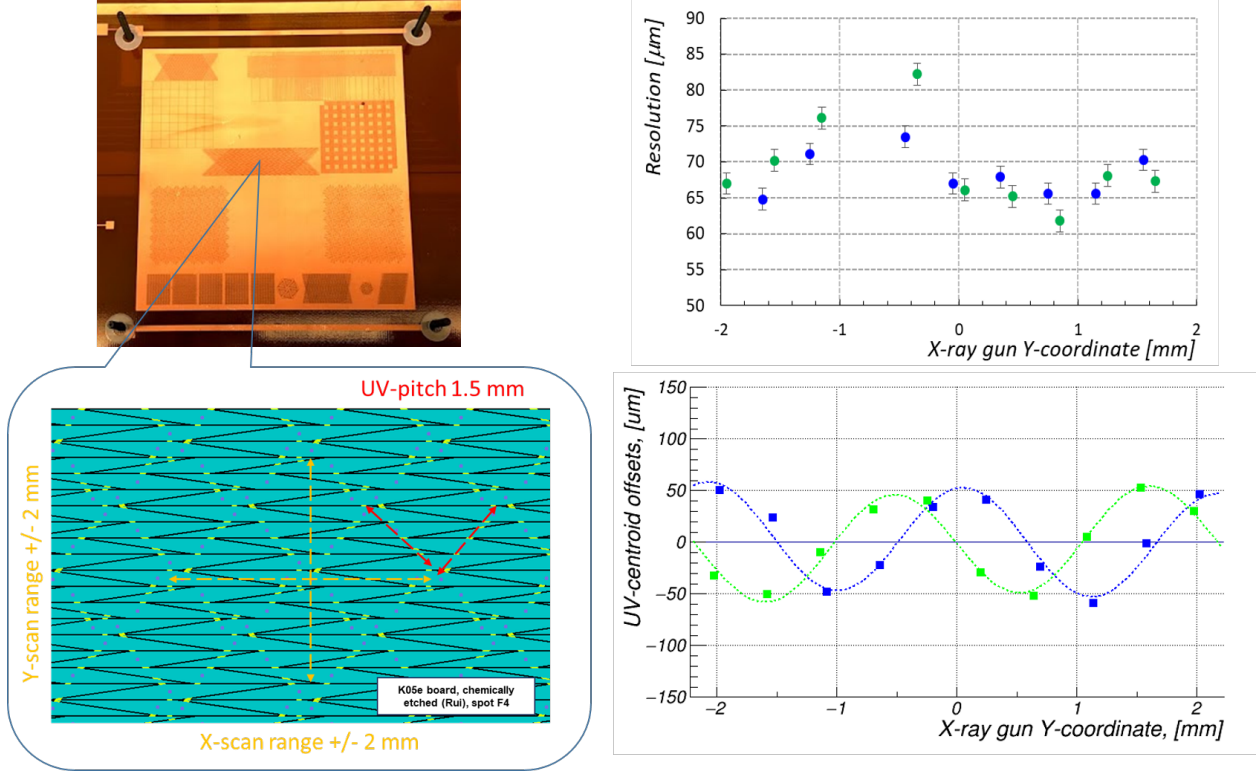 UV-pitch 1.5 mm
Y-scan range +/- 2 mm
K05e board, chemically
etched (Rui), spot F4
X-scan range +/- 2 mm
Resolution [μm]
90
85
80
75
70
65
60
55
50
-2
-1
0
1
2
X-ray gun Y-coordinate [mm]
UV-centroid offsets, [um]
150
100
50
0
−50
−100
−150
−2
−1
0
1
2
X-ray gun Y-coordinate, [mm]